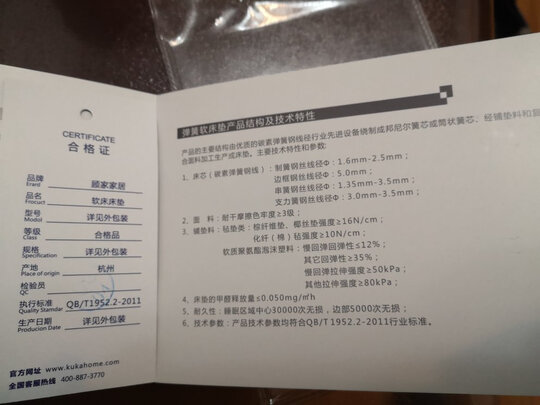 CERTIFICATE
合格证
品牌 顾家家居
Erard
品名 软床垫
Frocuct
型号 详见外包装
Modol
等级 合格品
Class
规格 详见外包装
Specification
产地 杭州
Place of origin
检验员
QC
执行标准 QB/T1952.2-2011
Quality Standar
生产日期 详见外包装
Producion Date
官方网址 www.kukahome.com
全国客服热线 400-887-3770
弹簧软床垫产品结构及技术特性
产品的主要结构由优质的碳素弹簧钢线径行业先进设备绕制成邦尼尔簧芯或筒状簧芯、经铺垫料和
合面料加工生产成床垫。主要技术特性和参数:
1、床芯(碳素弹簧钢线):制簧钢丝线径Φ:1.6mm-2.5mm;
边框钢丝线径Φ:5.0mm;
串簧钢丝线径Φ:1.35mm-3.5mm;
支力簧钢丝线径Φ:3.0mm-3.5mm;
2、面 料:耐干摩擦色牢度≥3级;
3、铺垫料:毡垫类:棕纤维垫、椰丝垫强度≥16N/cm;
化纤(棉)毡强度≥10N/cm;
软质聚氨酯泡沫塑料:慢回弹回弹性≤12%;
其它回弹性≥35%;
慢回弹拉伸强度≥50kPa;
其他拉伸强度≥80kPa;
4、床垫的甲醛释放量≤0.050mg/㎡h
5、耐久性:睡眠区域中心30000次无损,边部5000次无损;
6、技术参数:产品技术参数均符合QB/T1952.2-2011行业标准。